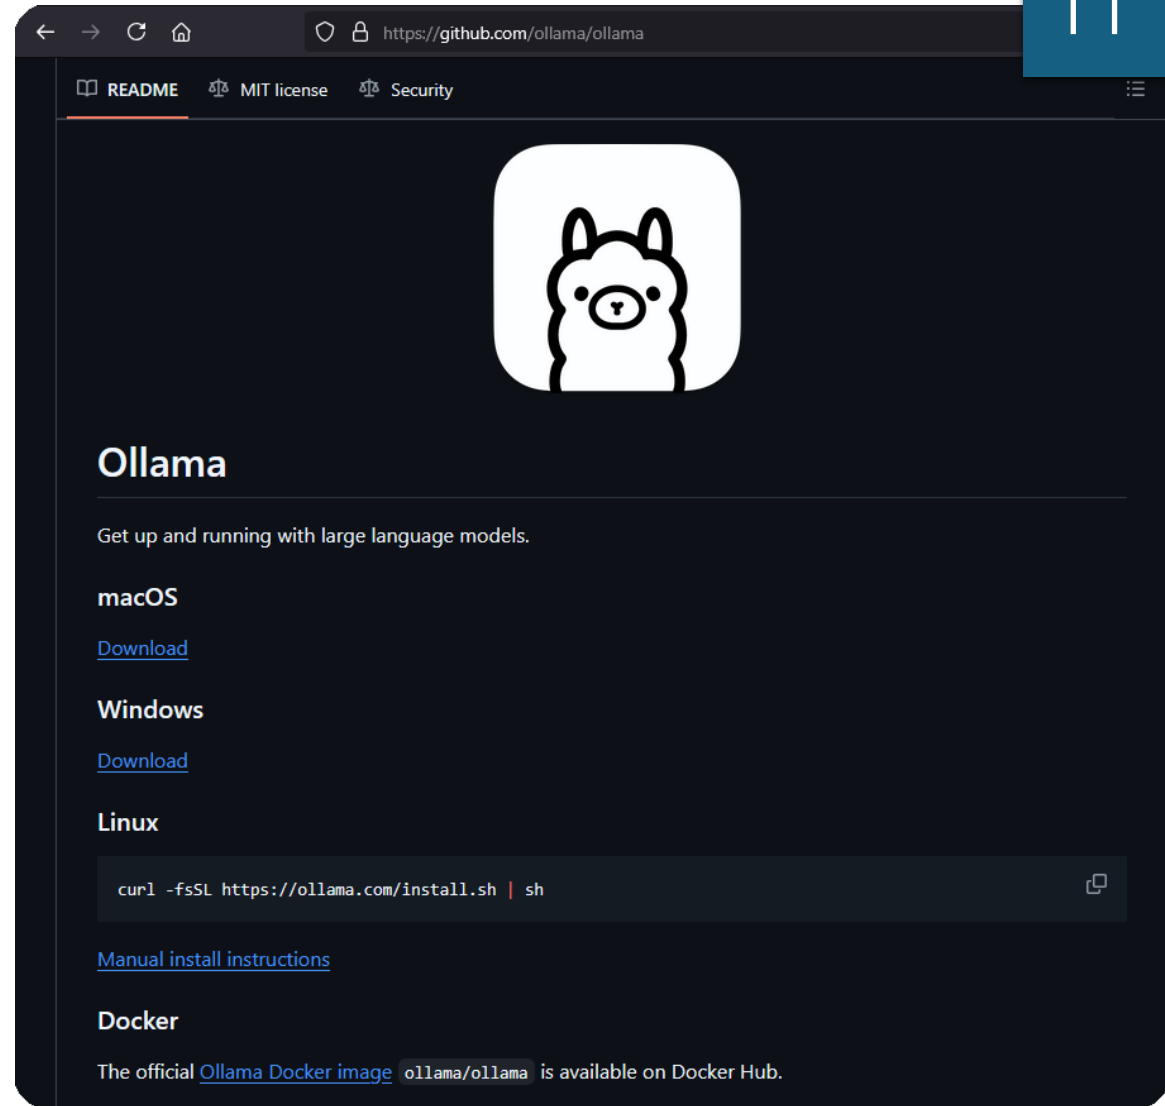 https://github.com/ollama/ollama
README MIT license Security
Ollama
Get up and running with large language models.
macOS
Download
Windows
Download
Linux
curl -fsSL https://ollama.com/install.sh | sh
Manual install instructions
Docker
The official Ollama Docker image ollama/ollama is available on Docker Hub.